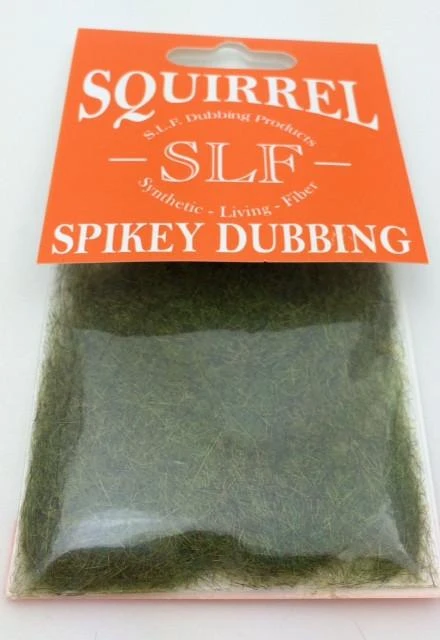 SQUIRREL
S.L.F. Dubbing Products
- SLF -
Synthetic - Living - Fiber
SPIKEY DUBBING